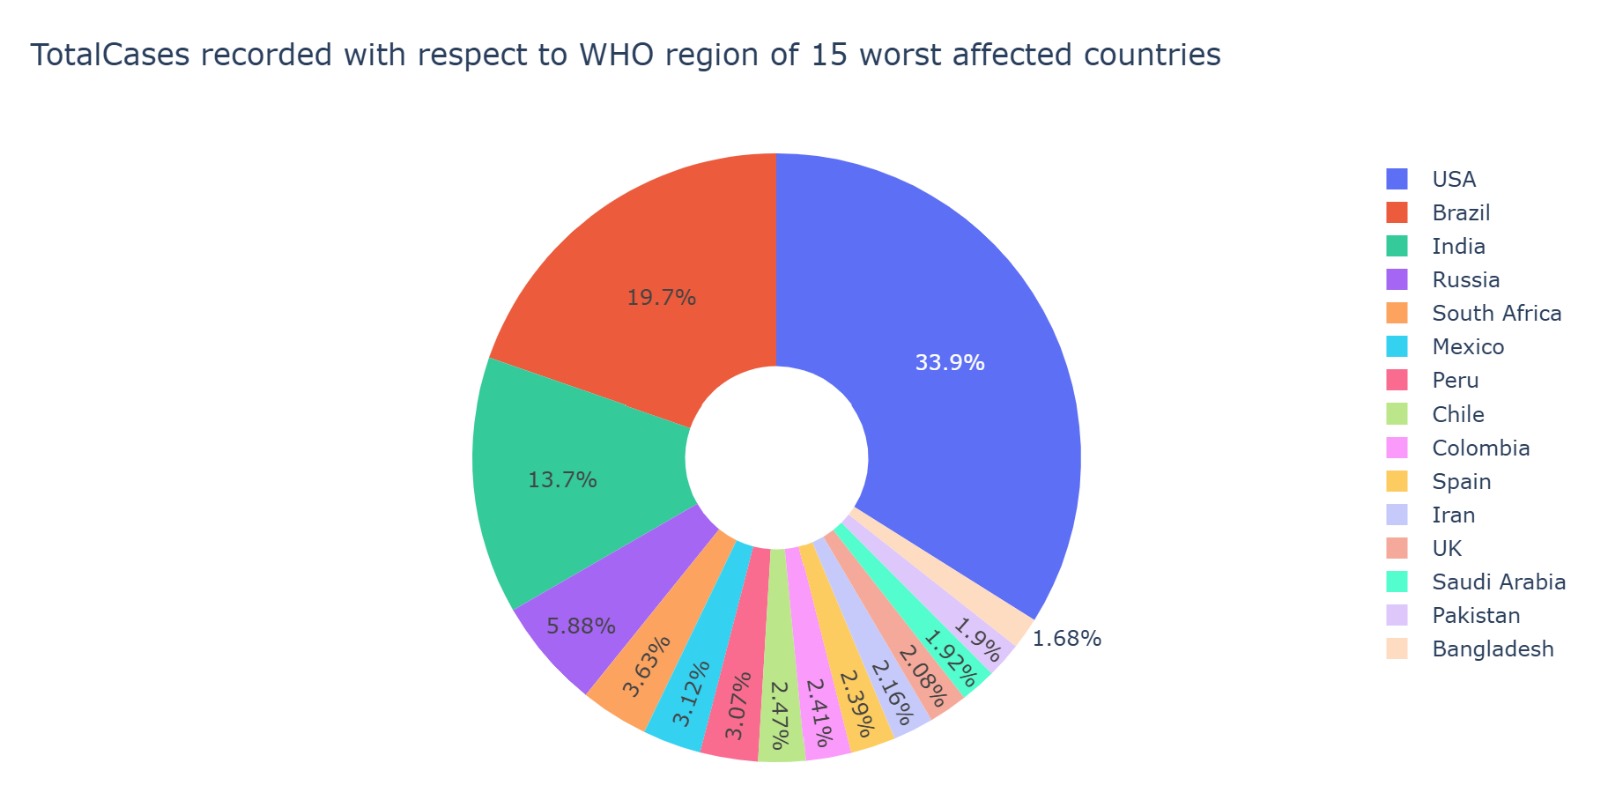 TotalCases recorded with respect to WHO region of 15 worst affected countries
33.9%
19.7%
13.7%
5.88%
3.63%
3.12%
3.07%
2.47%
2.41%
2.39%
2.16%
2.08%
1.92%
1.9%
1.68%
USA
Brazil
India
Russia
South Africa
Mexico
Peru
Chile
Colombia
Spain
Iran
UK
Saudi Arabia
Pakistan
Bangladesh